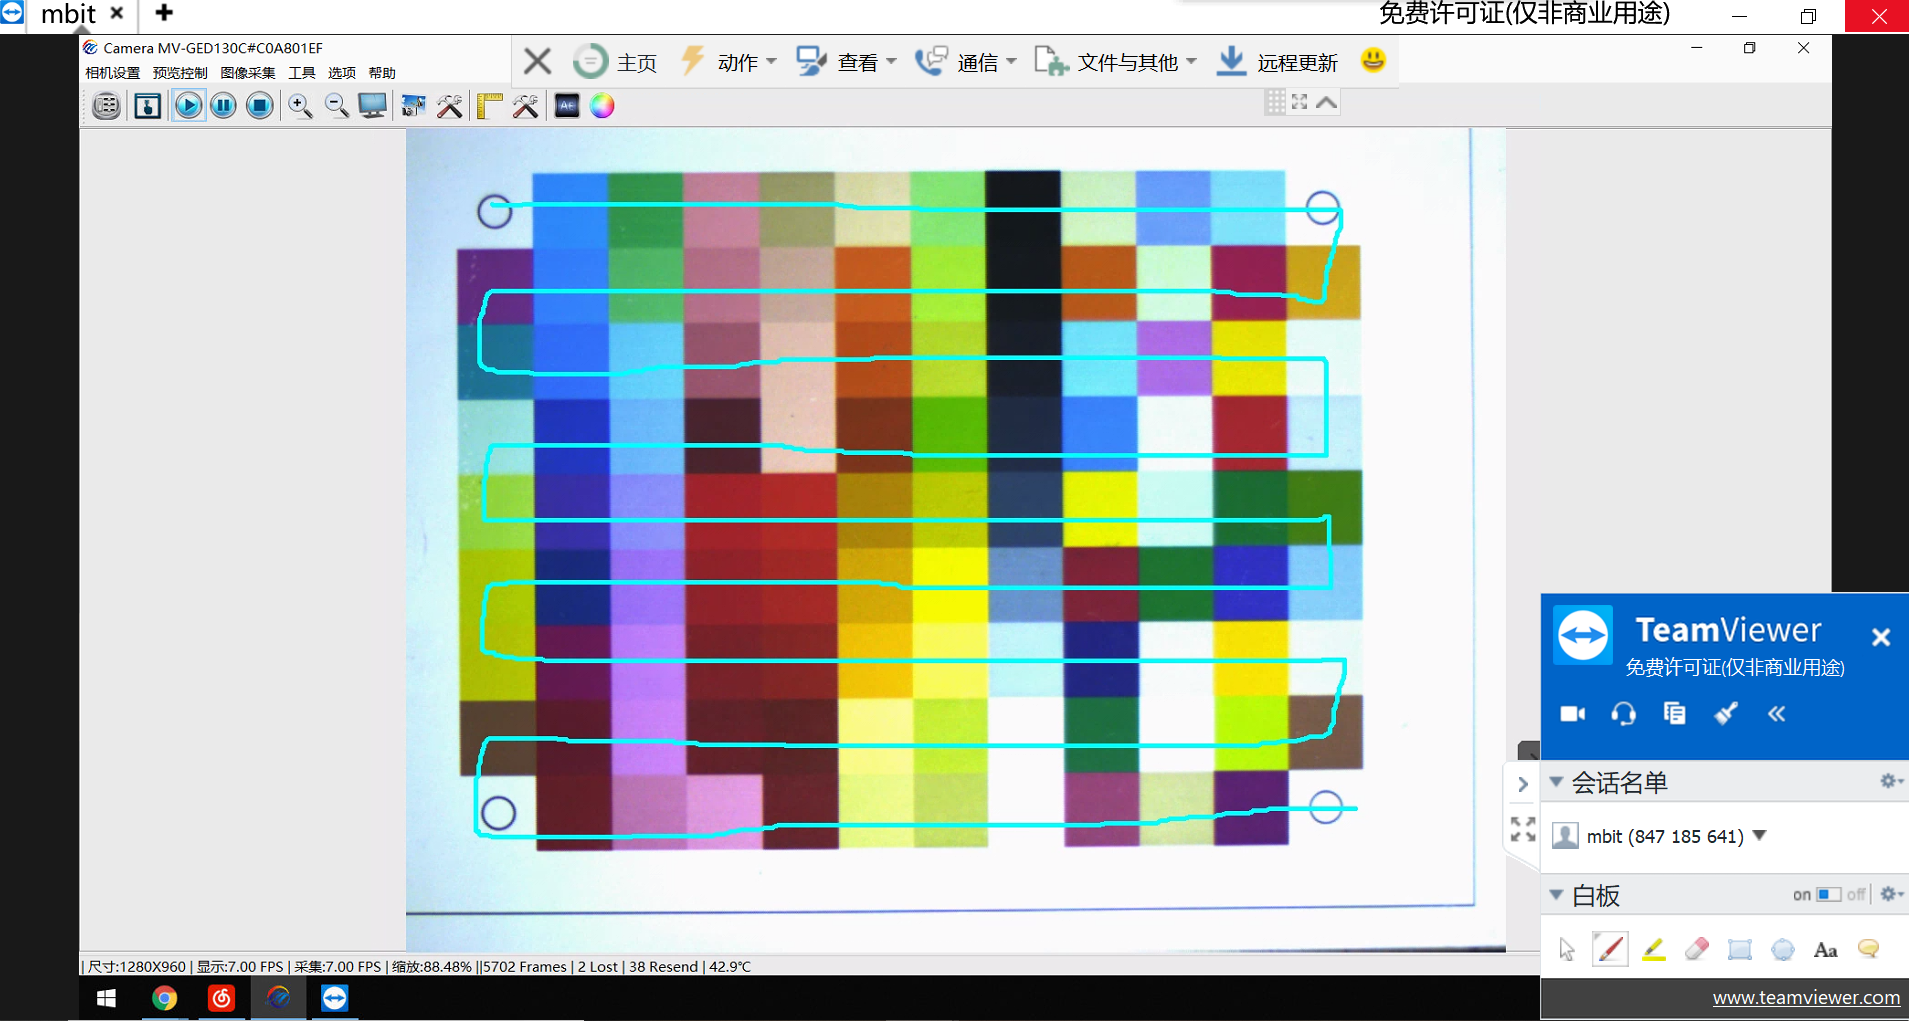 mbit
免费许可证(仅非商业用途)
Camera MV-GED130C#C0A801EF
相机设置 预览控制 图像采集 工具 选项 帮助
主页 动作 查看 通信 文件与其他 远程更新
AE
TeamViewer
免费许可证(仅非商业用途)
会话名单
mbit (847 185 641)
白板 on off
Aa
| 尺寸:1280X960 | 显示:7.00 FPS | 采集:7.00 FPS | 缩放:88.48% ||5702 Frames | 2 Lost | 38 Resend | 42.9℃
www.teamviewer.com